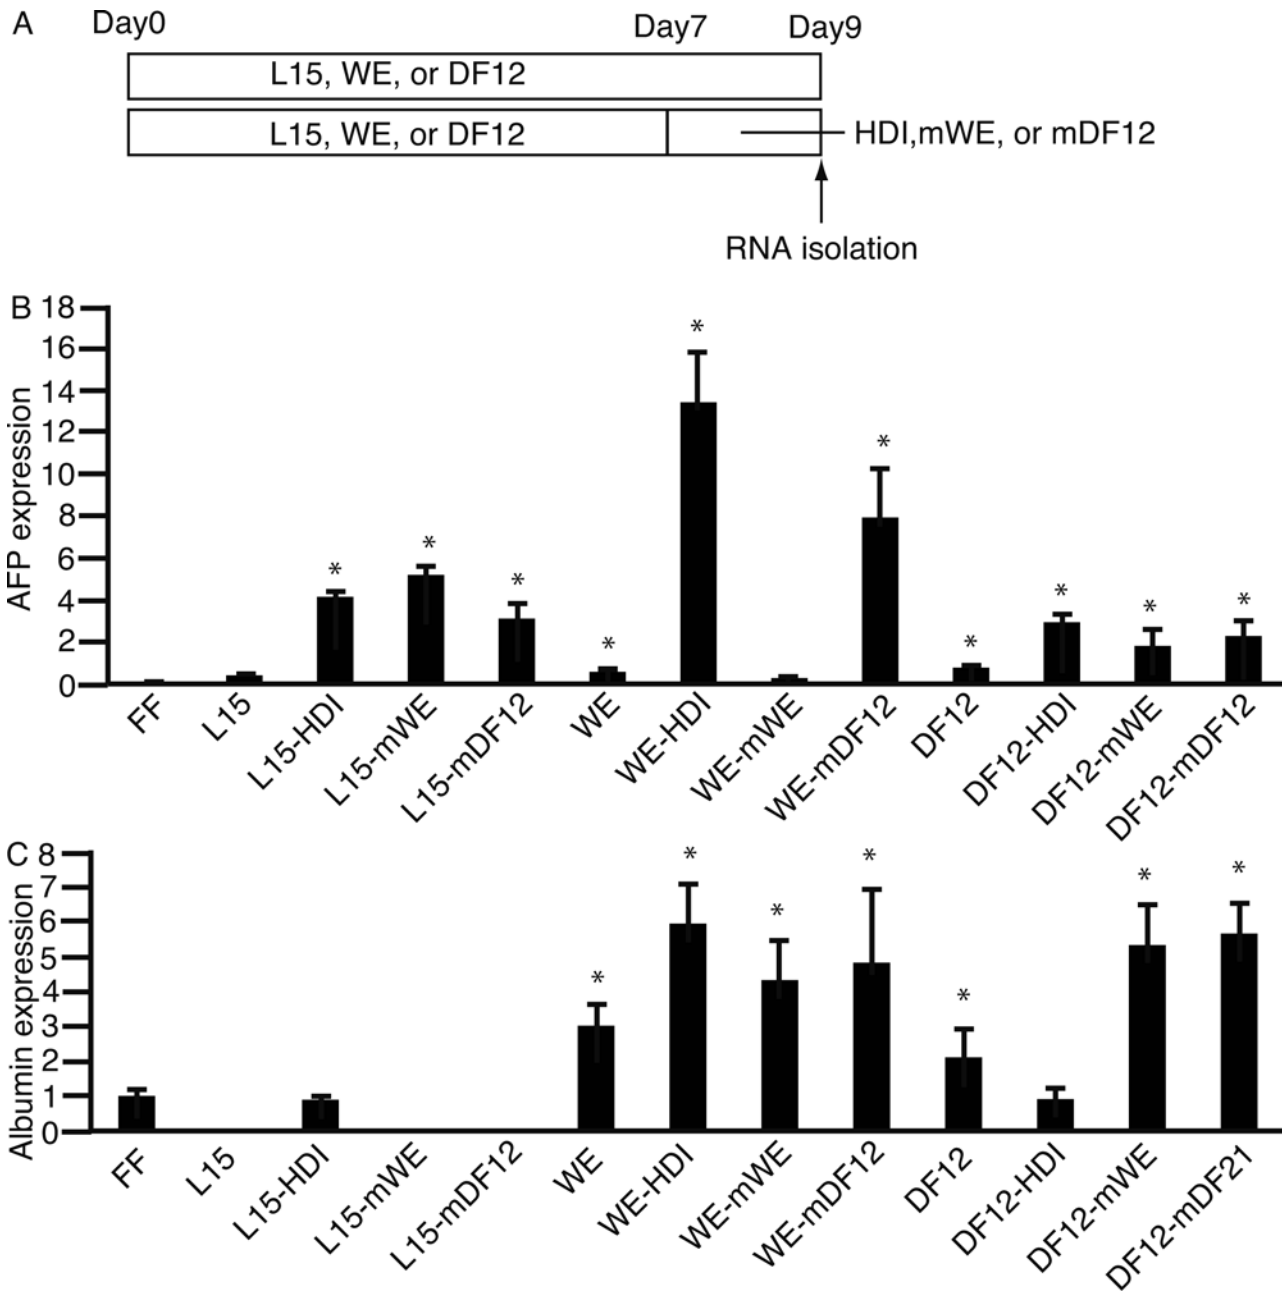 A
Day0 Day7 Day9
L15, WE, or DF12
L15, WE, or DF12
HDI,mWE, or mDF12
RNA isolation
B
AFP expression
18
16
14
12
10
8
6
4
2
0
*
*
*
*
*
*
*
*
*
*
FF
L15
L15-HDI
L15-mWE
L15-mDF12
WE
WE-HDI
WE-mWE
WE-mDF12
DF12
DF12-HDI
DF12-mWE
DF12-mDF12
C
Albumin expression
8
7
6
5
4
3
2
1
0
*
*
*
*
*
*
*
FF
L15
L15-HDI
L15-mWE
L15-mDF12
WE
WE-HDI
WE-mWE
WE-mDF12
DF12
DF12-HDI
DF12-mWE
DF12-mDF21